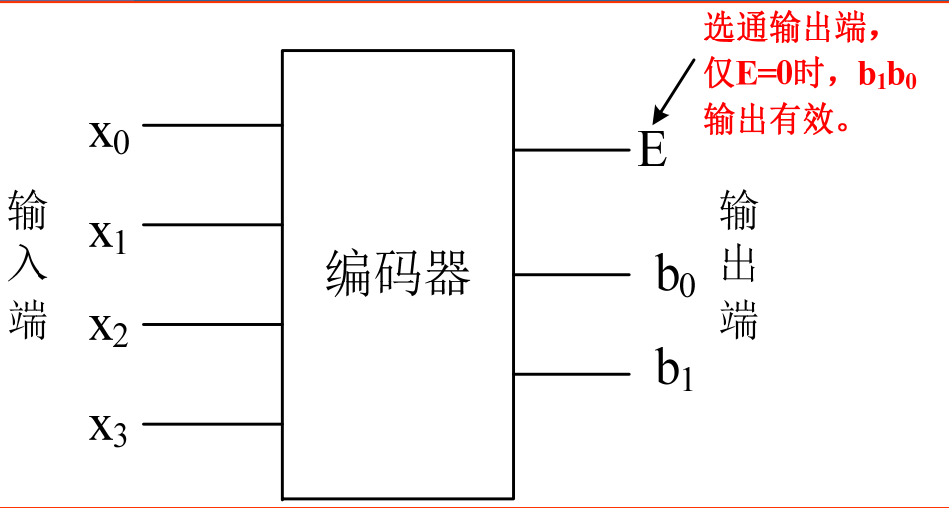 选通输出端，
仅E=0时，b₁b₀
输出有效。
x₀
x₁
x₂
x₃
输入端
编码器
E
b₀
b₁
输出端